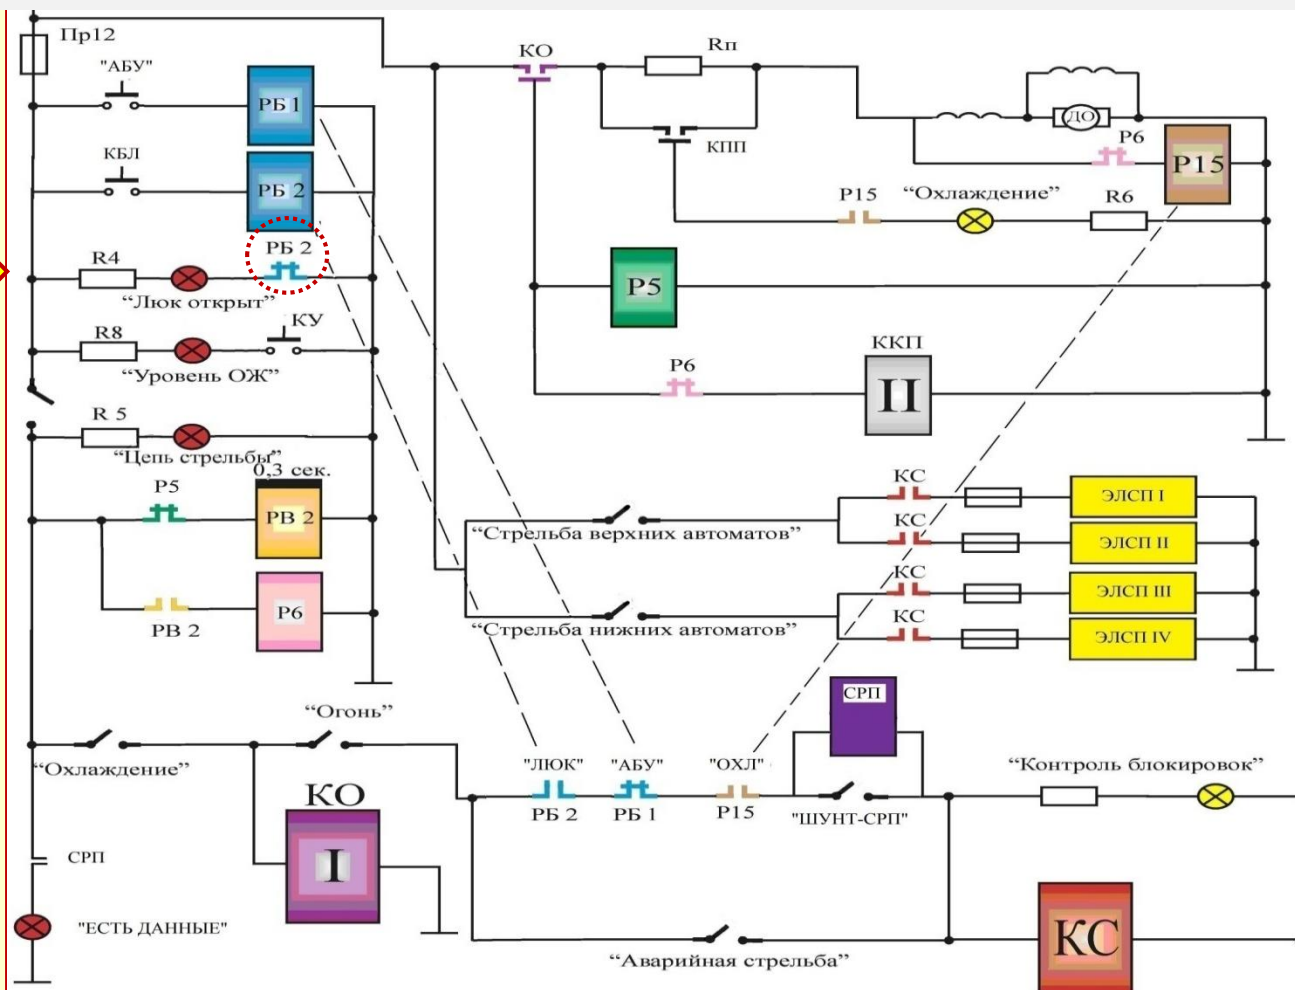 Пр12
"АБУ"
РБ 1
КБЛ
РБ 2
РБ 2
R4
“Люк открыт”
R8
КУ
“Уровень ОЖ”
R 5
“Цепь стрельбы”
0,3 сек.
Р5
РВ 2
РВ 2
Р6
КО
Rп
КПП
ДО
Р6
Р15
Р15
“Охлаждение”
R6
Р5
Р6
ККП
II
“Стрельба верхних автоматов”
“Стрельба нижних автоматов”
КС
ЭЛСП I
КС
ЭЛСП II
КС
ЭЛСП III
КС
ЭЛСП IV
“Охлаждение”
“Огонь”
КО
I
СРП
"ЕСТЬ ДАННЫЕ"
"ЛЮК"
РБ 2
"АБУ"
РБ 1
"ОХЛ"
Р15
СРП
"ШУНТ-СРП"
“Контроль блокировок”
“Аварийная стрельба”
КС